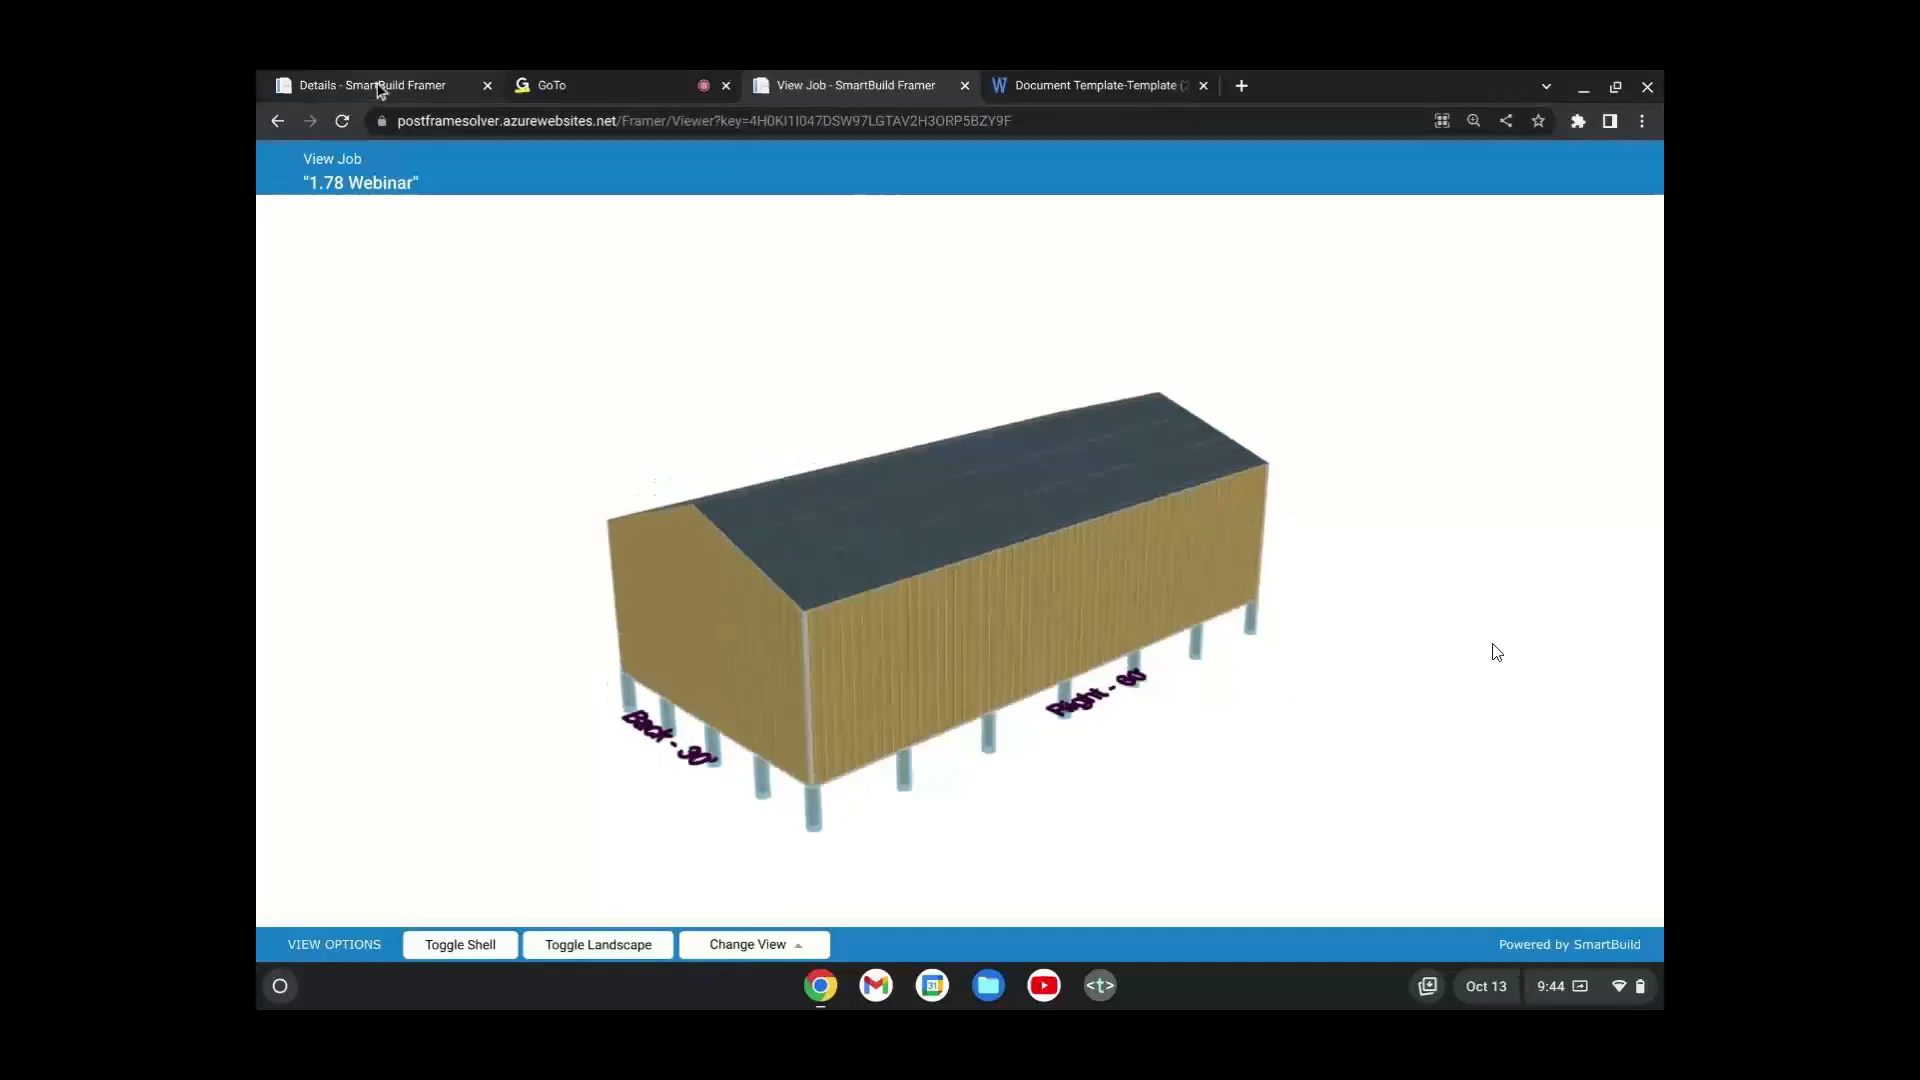 Details - SmartBuild Framer
GoTo
View Job - SmartBuild Framer
Document Template-Template (
postframesolver.azurewebsites.net/Framer/Viewer?key=4H0KI1I047DSW97LGTAV2H3ORP5BZY9F
View Job
"1.78 Webinar"
Back -
Right -
VIEW OPTIONS
Toggle Shell
Toggle Landscape
Change View
Powered by SmartBuild
31
<t>
Oct 13
9:44